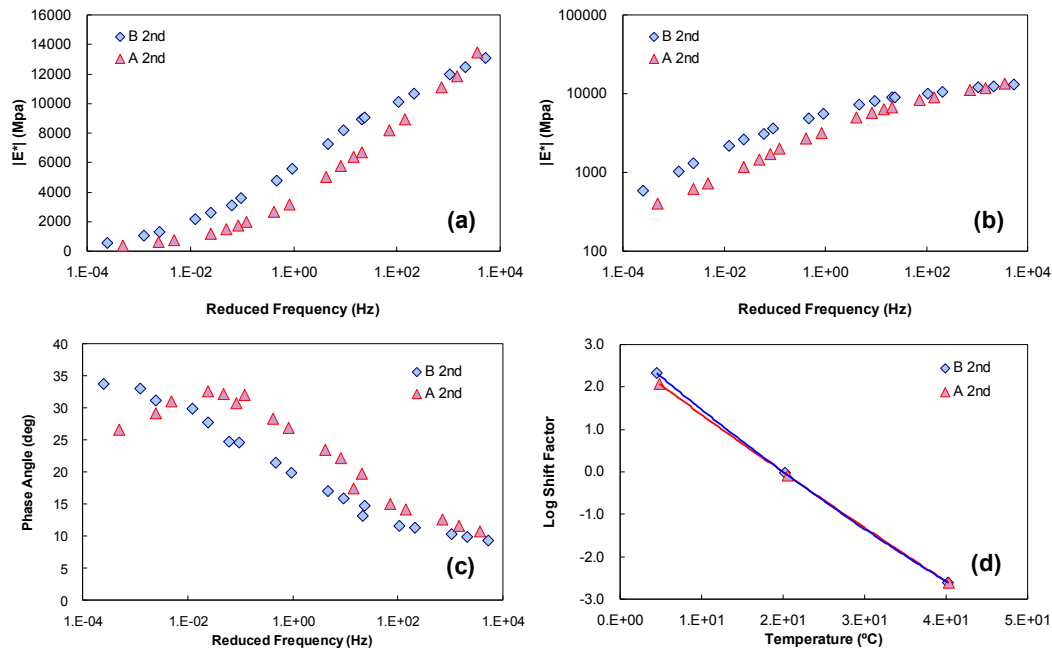 16000
14000
12000
10000
8000
6000
4000
2000
0
|E*| (Mpa)
B 2nd
A 2nd
(a)
1.E-04
1.E-02
1.E+00
1.E+02
1.E+04
Reduced Frequency (Hz)
100000
10000
1000
100
|E*| (Mpa)
B 2nd
A 2nd
(b)
1.E-04
1.E-02
1.E+00
1.E+02
1.E+04
Reduced Frequency (Hz)
40
35
30
25
20
15
10
5
0
Phase Angle (deg)
B 2nd
A 2nd
(c)
1.E-04
1.E-02
1.E+00
1.E+02
1.E+04
Reduced Frequency (Hz)
3.0
2.0
1.0
0.0
-1.0
-2.0
-3.0
Log Shift Factor
B 2nd
A 2nd
(d)
0.E+00
1.E+01
2.E+01
3.E+01
4.E+01
5.E+01
Temperature (ºC)